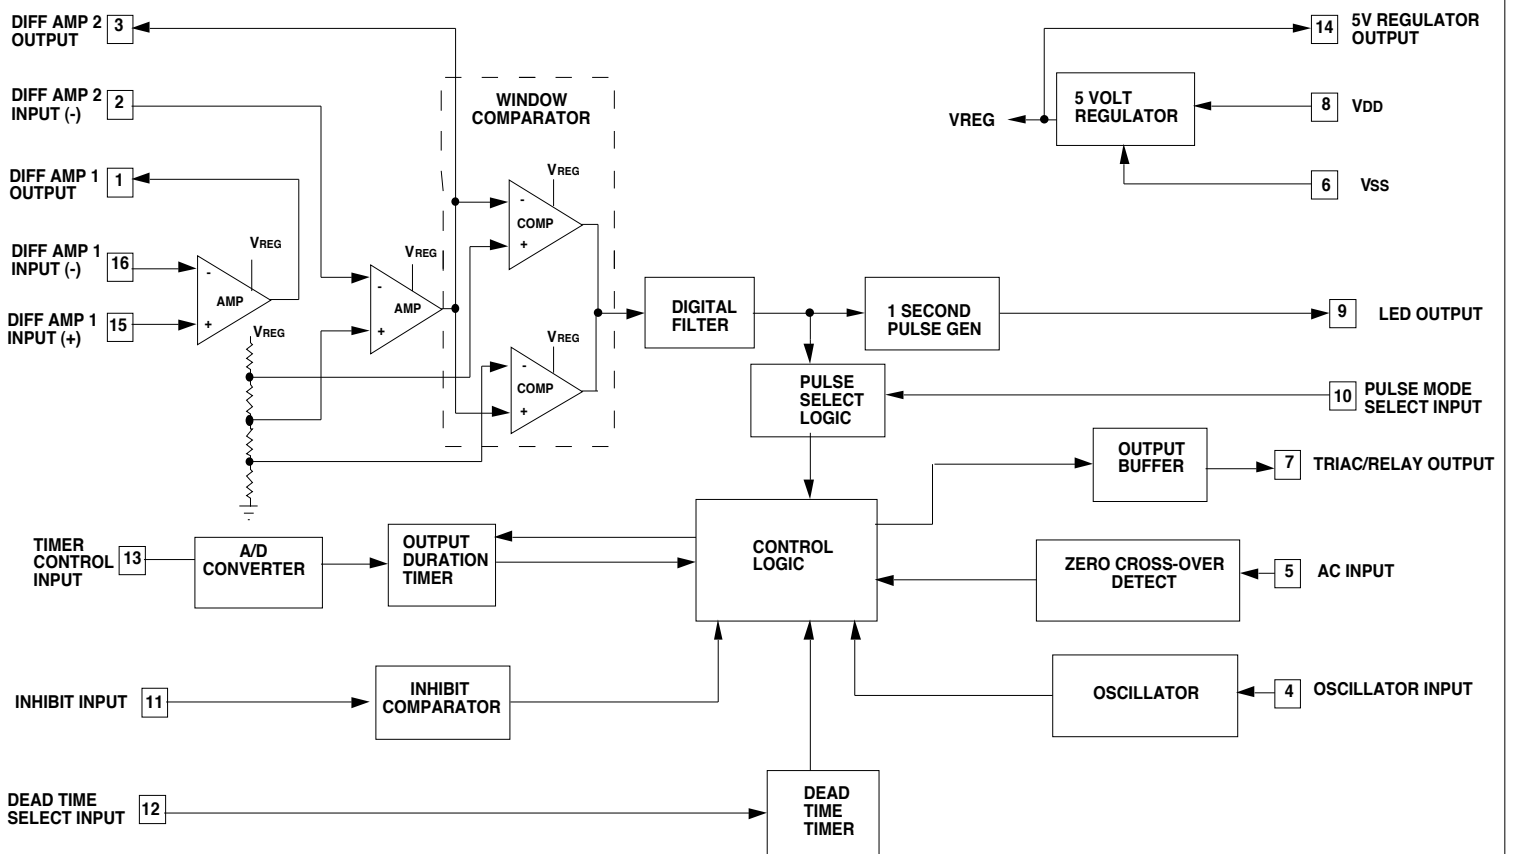 DIFF AMP 2
OUTPUT
3
DIFF AMP 2
INPUT (-)
2
DIFF AMP 1
OUTPUT
1
DIFF AMP 1
INPUT (-)
16
DIFF AMP 1
INPUT (+)
15
-
AMP
+
VREG
VREG
-
AMP
+
VREG
WINDOW
COMPARATOR
VREG
-
COMP
+
VREG
-
COMP
+
14
5V REGULATOR
OUTPUT
5 VOLT
REGULATOR
VREG
8
VDD
6
VSS
DIGITAL
FILTER
1 SECOND
PULSE GEN
9
LED OUTPUT
PULSE
SELECT
LOGIC
10
PULSE MODE
SELECT INPUT
OUTPUT
BUFFER
7
TRIAC/RELAY OUTPUT
TIMER
CONTROL
INPUT
13
A/D
CONVERTER
OUTPUT
DURATION
TIMER
CONTROL
LOGIC
ZERO CROSS-OVER
DETECT
5
AC INPUT
INHIBIT INPUT
11
INHIBIT
COMPARATOR
OSCILLATOR
4
OSCILLATOR INPUT
DEAD TIME
SELECT INPUT
12
DEAD
TIME
TIMER